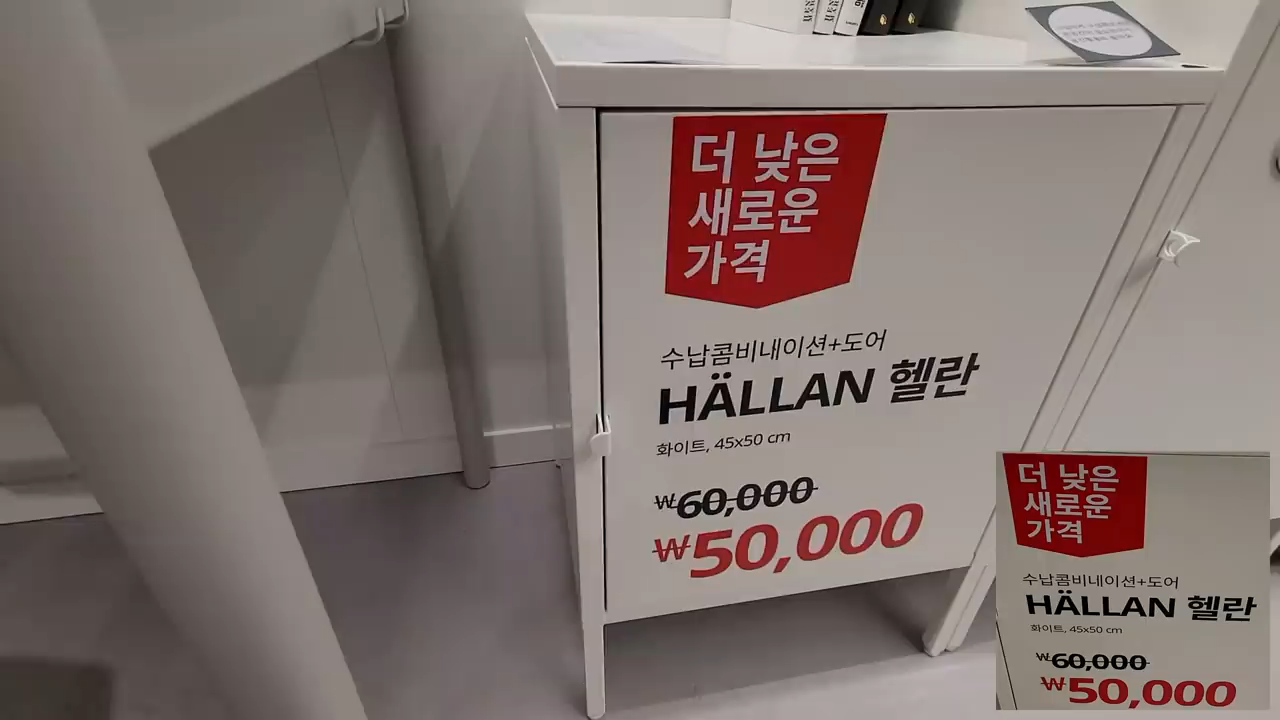 더 낮은
새로운
가격
수납콤비네이션+도어
HÄLLAN 헬란
화이트, 45x50 cm
₩60,000
₩50,000
더 낮은
새로운
가격
수납콤비네이션+도어
HÄLLAN 헬란
화이트, 45x50 cm
₩60,000
₩50,000